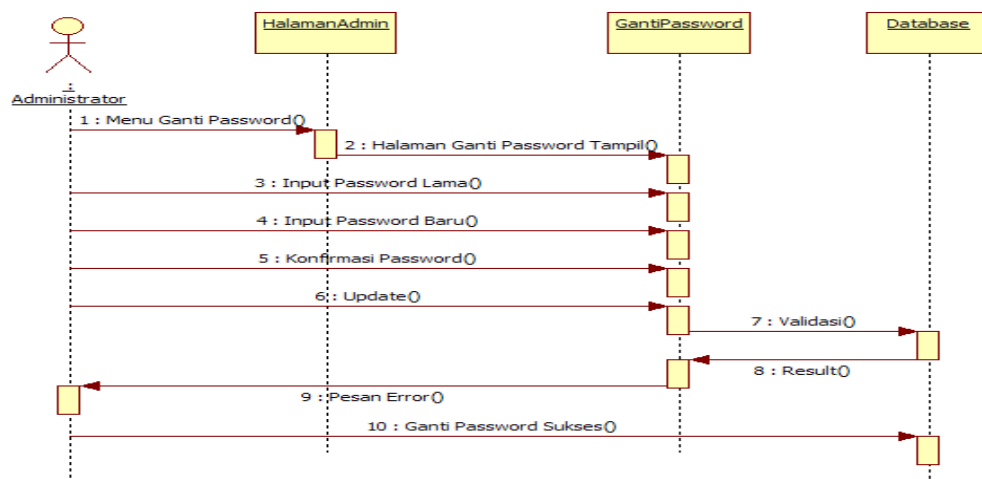 HalamanAdmin
GantiPassword
Database
:
Administrator
1 : Menu Ganti Password()
2 : Halaman Ganti Password Tampil()
3 : Input Password Lama()
4 : Input Password Baru()
5 : Konfirmasi Password()
6 : Update()
7 : Validasi()
8 : Result()
9 : Pesan Error()
10 : Ganti Password Sukses()